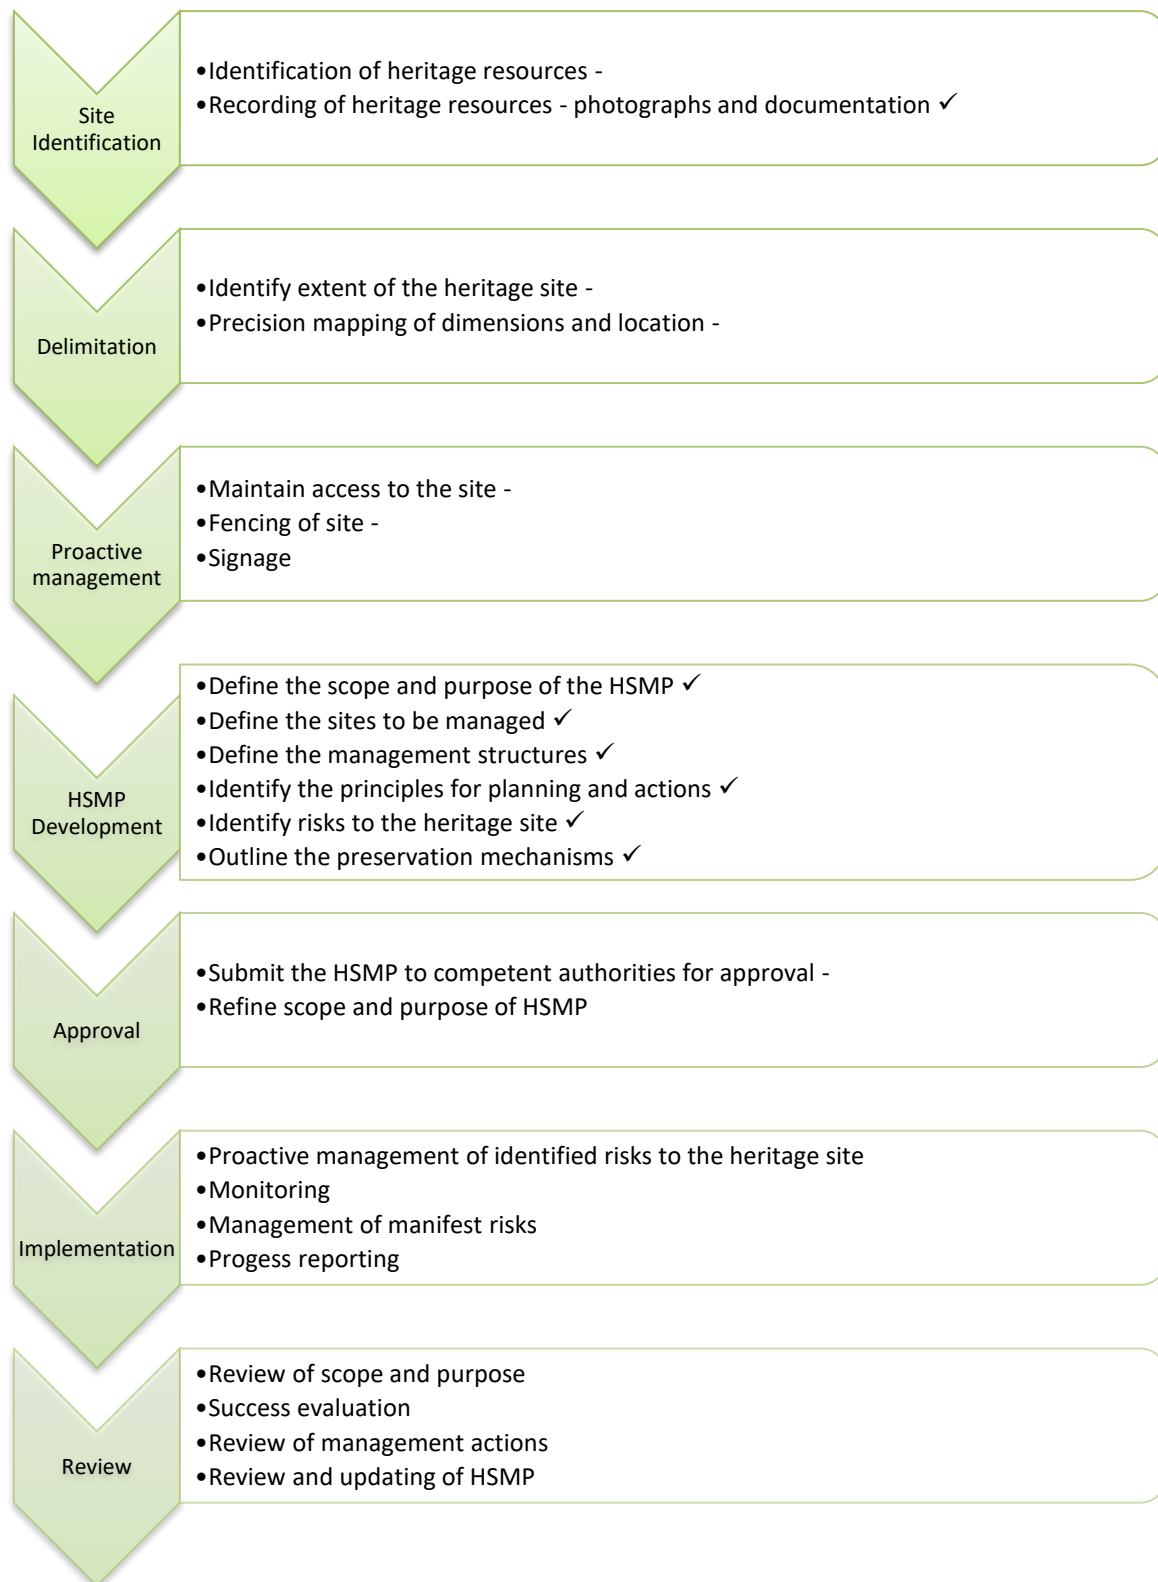 Site
Identification
•Identification of heritage resources -
•Recording of heritage resources - photographs and documentation ✓
Delimitation
•Identify extent of the heritage site -
•Precision mapping of dimensions and location -
Proactive
management
•Maintain access to the site -
•Fencing of site -
•Signage
HSMP
Development
•Define the scope and purpose of the HSMP ✓
•Define the sites to be managed ✓
•Define the management structures ✓
•Identify the principles for planning and actions ✓
•Identify risks to the heritage site ✓
•Outline the preservation mechanisms ✓
Approval
•Submit the HSMP to competent authorities for approval -
•Refine scope and purpose of HSMP
Implementation
•Proactive management of identified risks to the heritage site
•Monitoring
•Management of manifest risks
•Progess reporting
Review
•Review of scope and purpose
•Success evaluation
•Review of management actions
•Review and updating of HSMP